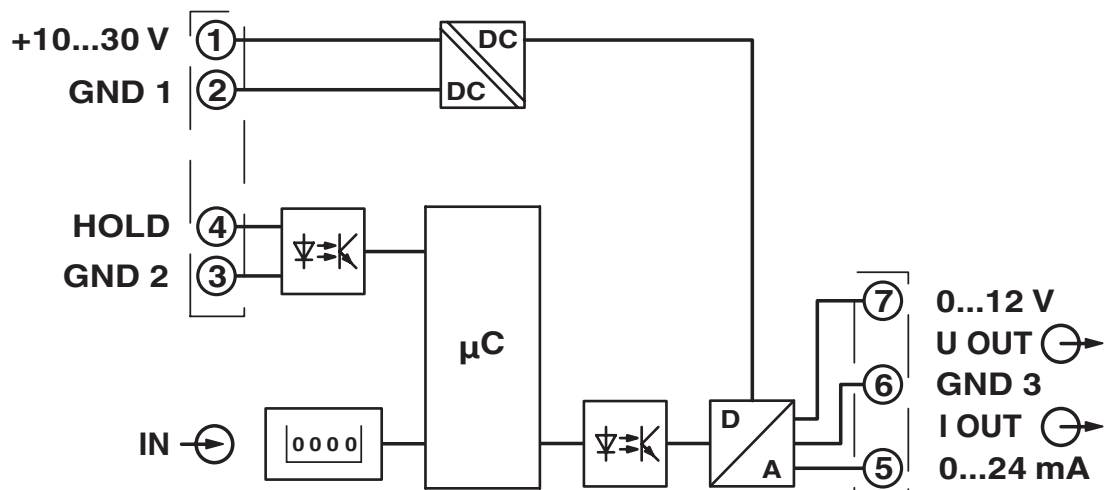 +10...30 V 1
GND 1 2
DC
DC
HOLD 4
GND 2 3
µC
IN
0000
D
A
7 0...12 V
U OUT
6 GND 3
I OUT
5 0...24 mA